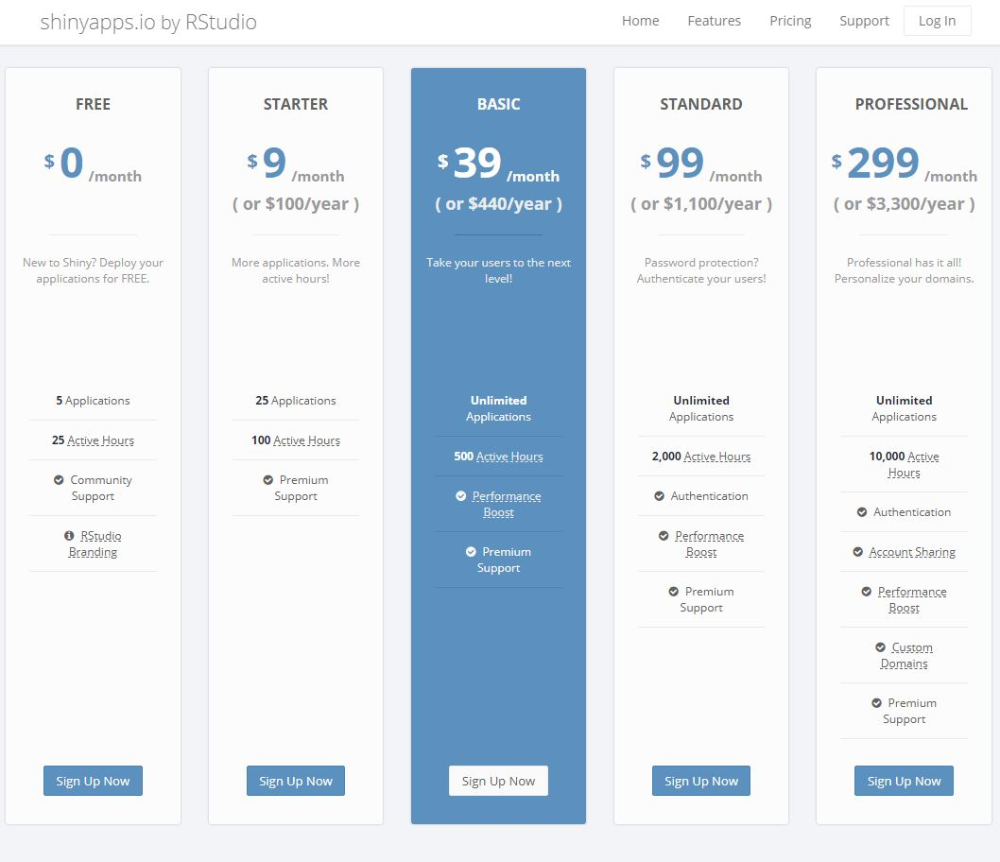 shinyapps.io by RStudio
Home Features Pricing Support Log In
FREE
$ 0 /month
New to Shiny? Deploy your
applications for FREE.
5 Applications
25 Active Hours
Community
Support
RStudio
Branding
Sign Up Now
STARTER
$ 9 /month
( or $100/year )
More applications. More
active hours!
25 Applications
100 Active Hours
Premium
Support
Sign Up Now
BASIC
$ 39 /month
( or $440/year )
Take your users to the next
level!
Unlimited
Applications
500 Active Hours
Performance
Boost
Premium
Support
Sign Up Now
STANDARD
$ 99 /month
( or $1,100/year )
Password protection?
Authenticate your users!
Unlimited
Applications
2,000 Active Hours
Authentication
Performance
Boost
Premium
Support
Sign Up Now
PROFESSIONAL
$ 299 /month
( or $3,300/year )
Professional has it all!
Personalize your domains.
Unlimited
Applications
10,000 Active
Hours
Authentication
Account Sharing
Performance
Boost
Custom
Domains
Premium
Support
Sign Up Now